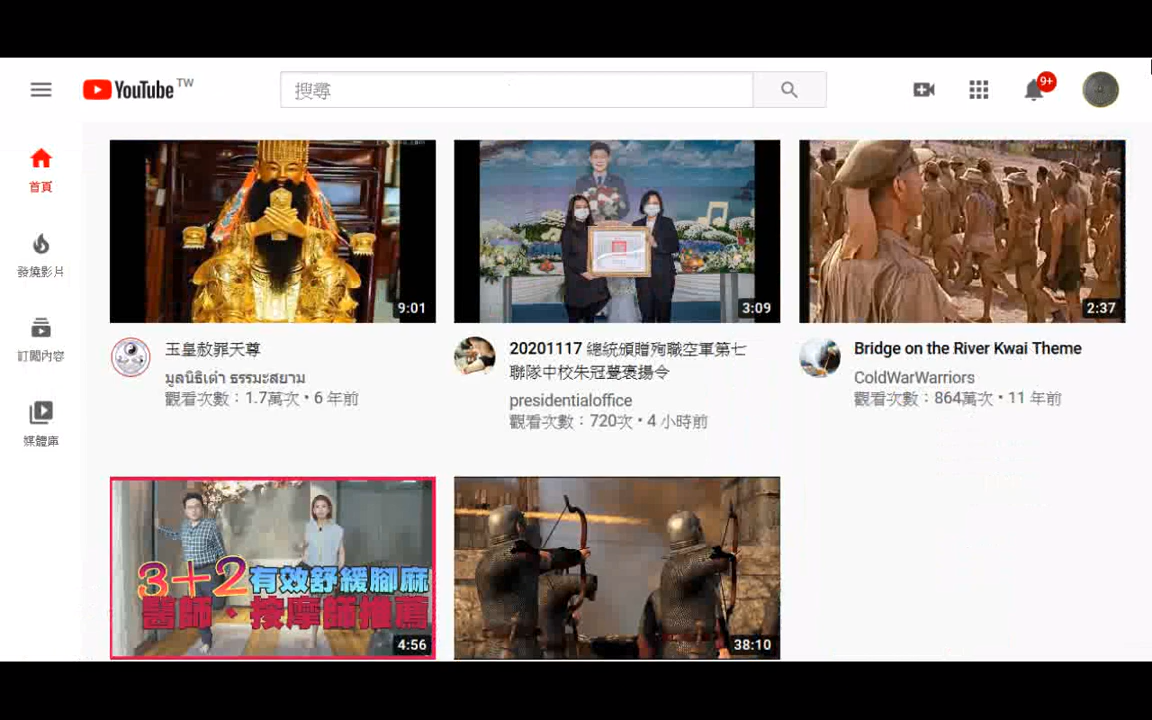 YouTube TW
搜尋
9+
首頁
發燒影片
訂閱內容
媒體庫
9:01
3:09
2:37
玉皇赦罪天尊
มูลนิธิเต๋า ธรรมะสยาม
觀看次數：1.7萬次 • 6 年前
20201117 總統頒贈殉職空軍第七
聯隊中校朱冠甍褒揚令
presidentialoffice
觀看次數：720次 • 4 小時前
Bridge on the River Kwai Theme
ColdWarWarriors
觀看次數：864萬次 • 11 年前
3+2有效舒緩腳麻
醫師、按摩師推薦
4:56
38:10